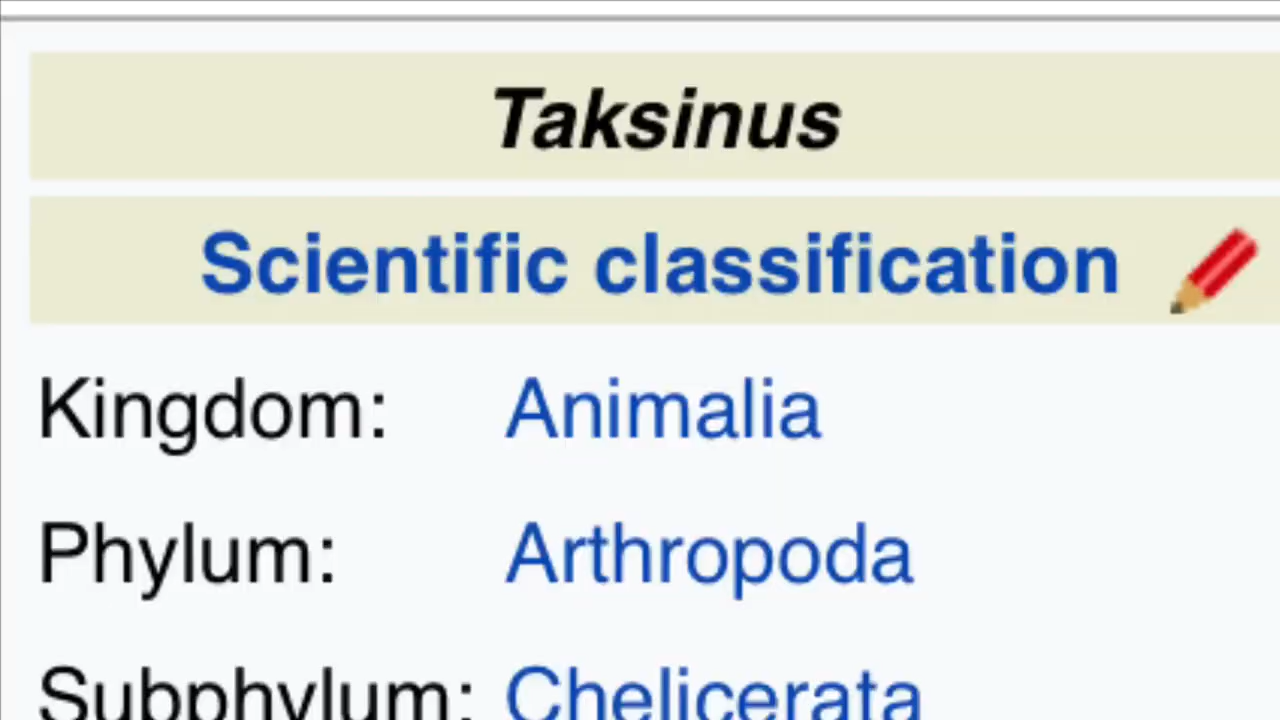 Taksinus
Scientific classification
Kingdom: Animalia
Phylum: Arthropoda
Subphylum: Chelicerata